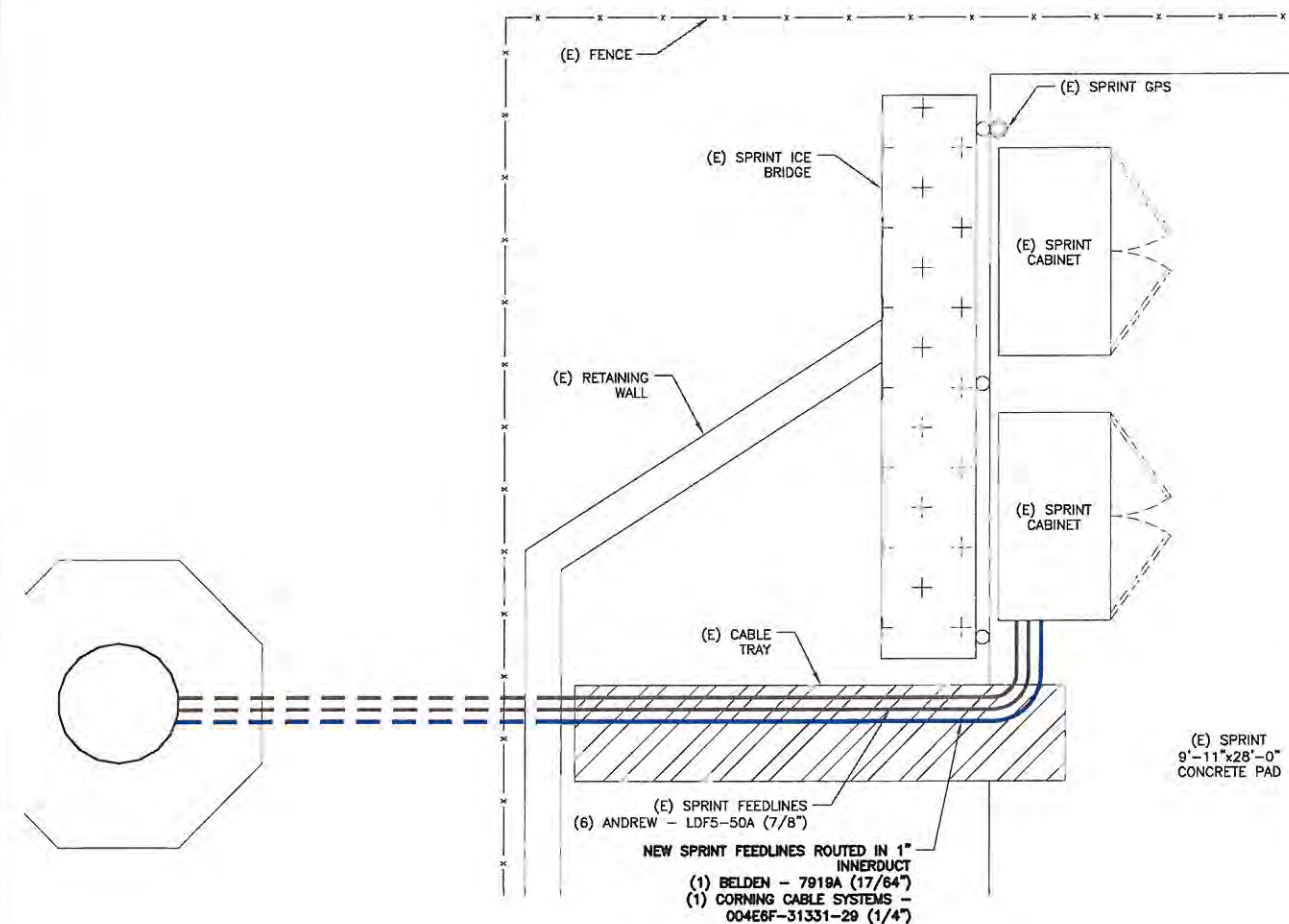 (E) FENCE
(E) SPRINT GPS
(E) SPRINT ICE
BRIDGE
(E) SPRINT
CABINET
(E) RETAINING
WALL
(E) SPRINT
CABINET
(E) CABLE
TRAY
(E) SPRINT
9'-11"x28'-0"
CONCRETE PAD
(E) SPRINT FEEDLINES
(6) ANDREW - LDF5-50A (7/8")
NEW SPRINT FEEDLINES ROUTED IN 1"
INNERDUCT
(1) BELDEN - 7919A (17/64")
(1) CORNING CABLE SYSTEMS -
004E6F-31331-29 (1/4")